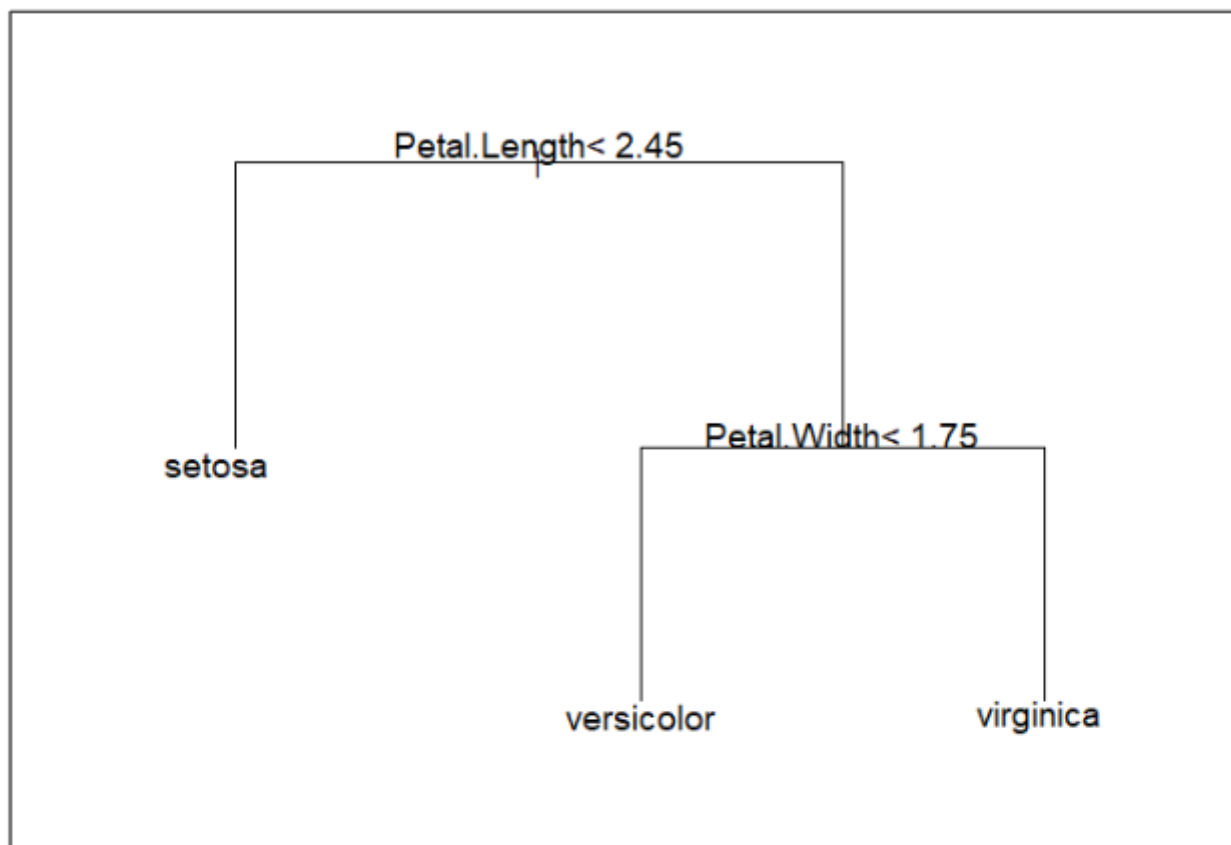 Petal.Length< 2.45
Petal.Width< 1.75
setosa
versicolor
virginica